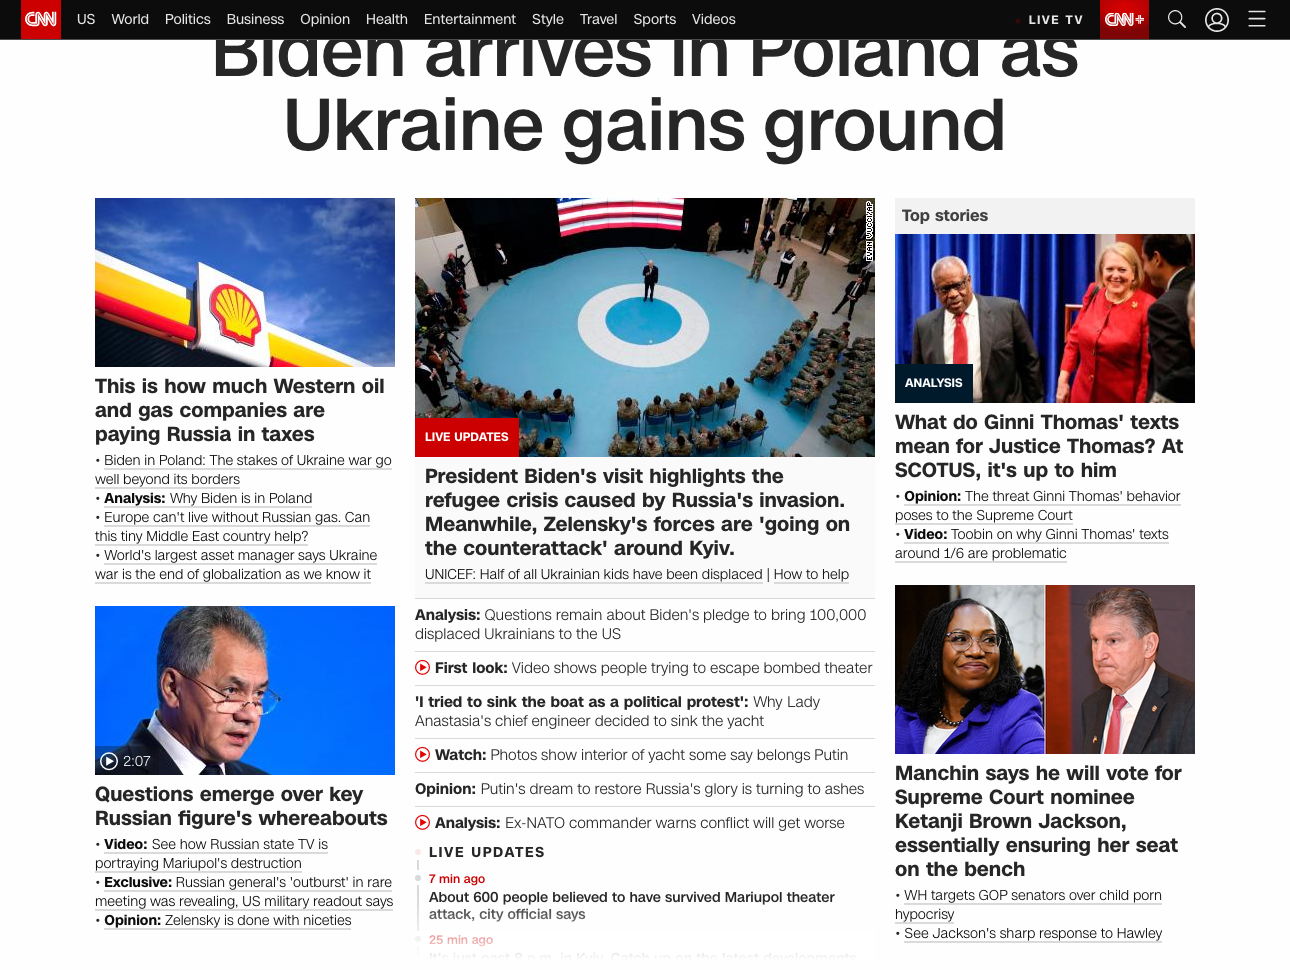 CNN US World Politics Business Opinion Health Entertainment Style Travel Sports Videos LIVE TV CNN+
Biden arrives in Poland as
Ukraine gains ground
This is how much Western oil
and gas companies are
paying Russia in taxes
• Biden in Poland: The stakes of Ukraine war go
well beyond its borders
• Analysis: Why Biden is in Poland
• Europe can't live without Russian gas. Can
this tiny Middle East country help?
• World's largest asset manager says Ukraine
war is the end of globalization as we know it
2:07
Questions emerge over key
Russian figure's whereabouts
• Video: See how Russian state TV is
portraying Mariupol's destruction
• Exclusive: Russian general's 'outburst' in rare
meeting was revealing, US military readout says
• Opinion: Zelensky is done with niceties
EVAN VUCCI/AP
LIVE UPDATES
President Biden's visit highlights the
refugee crisis caused by Russia's invasion.
Meanwhile, Zelensky's forces are 'going on
the counterattack' around Kyiv.
UNICEF: Half of all Ukrainian kids have been displaced | How to help
Analysis: Questions remain about Biden's pledge to bring 100,000
displaced Ukrainians to the US
First look: Video shows people trying to escape bombed theater
'I tried to sink the boat as a political protest': Why Lady
Anastasia's chief engineer decided to sink the yacht
Watch: Photos show interior of yacht some say belongs Putin
Opinion: Putin's dream to restore Russia's glory is turning to ashes
Analysis: Ex-NATO commander warns conflict will get worse
LIVE UPDATES
7 min ago
About 600 people believed to have survived Mariupol theater
attack, city official says
25 min ago
It's just past 8 p.m. in Kyiv. Catch up on the latest developments
Top stories
ANALYSIS
What do Ginni Thomas' texts
mean for Justice Thomas? At
SCOTUS, it's up to him
• Opinion: The threat Ginni Thomas' behavior
poses to the Supreme Court
• Video: Toobin on why Ginni Thomas' texts
around 1/6 are problematic
Manchin says he will vote for
Supreme Court nominee
Ketanji Brown Jackson,
essentially ensuring her seat
on the bench
• WH targets GOP senators over child porn
hypocrisy
• See Jackson's sharp response to Hawley